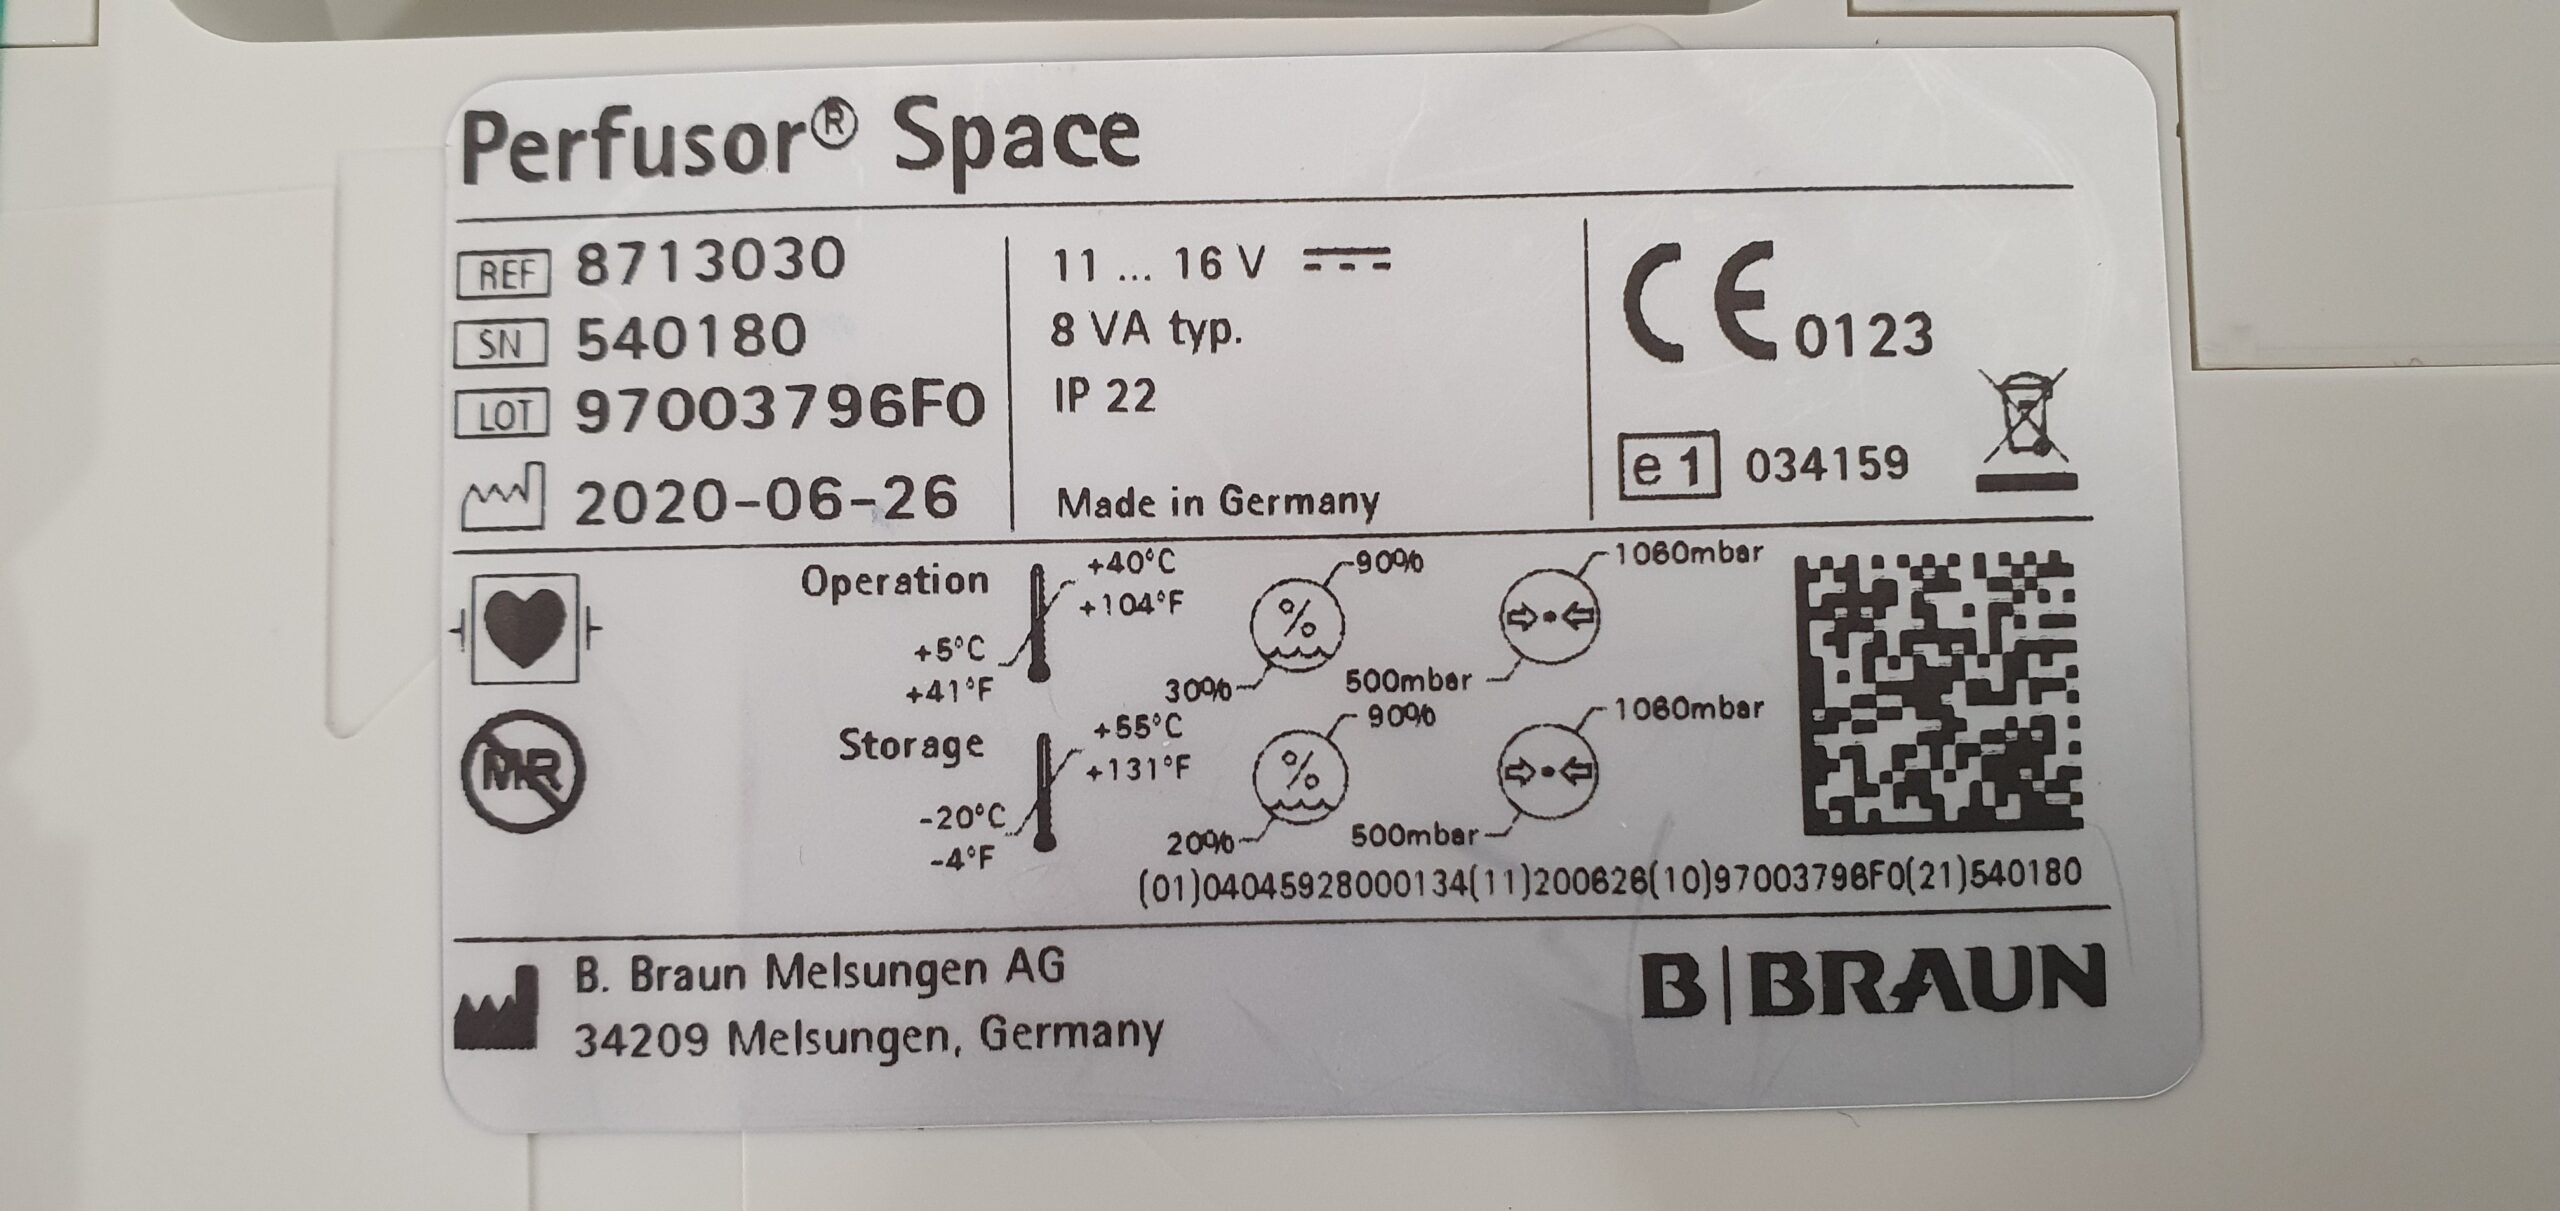 Perfusor® Space
REF 8713030
SN 540180
LOT 97003796F0
2020-06-26
11 ... 16 V
8 VA typ.
IP 22
Made in Germany
CE 0123
e1 034159
MR
Operation
+40°C
+104°F
+5°C
+41°F
90%
30%
1060mbar
500mbar
Storage
+55°C
+131°F
-20°C
-4°F
90%
20%
1060mbar
500mbar
(01)04045928000134(11)200626(10)97003796F0(21)540180
B. Braun Melsungen AG
34209 Melsungen, Germany
B|BRAUN